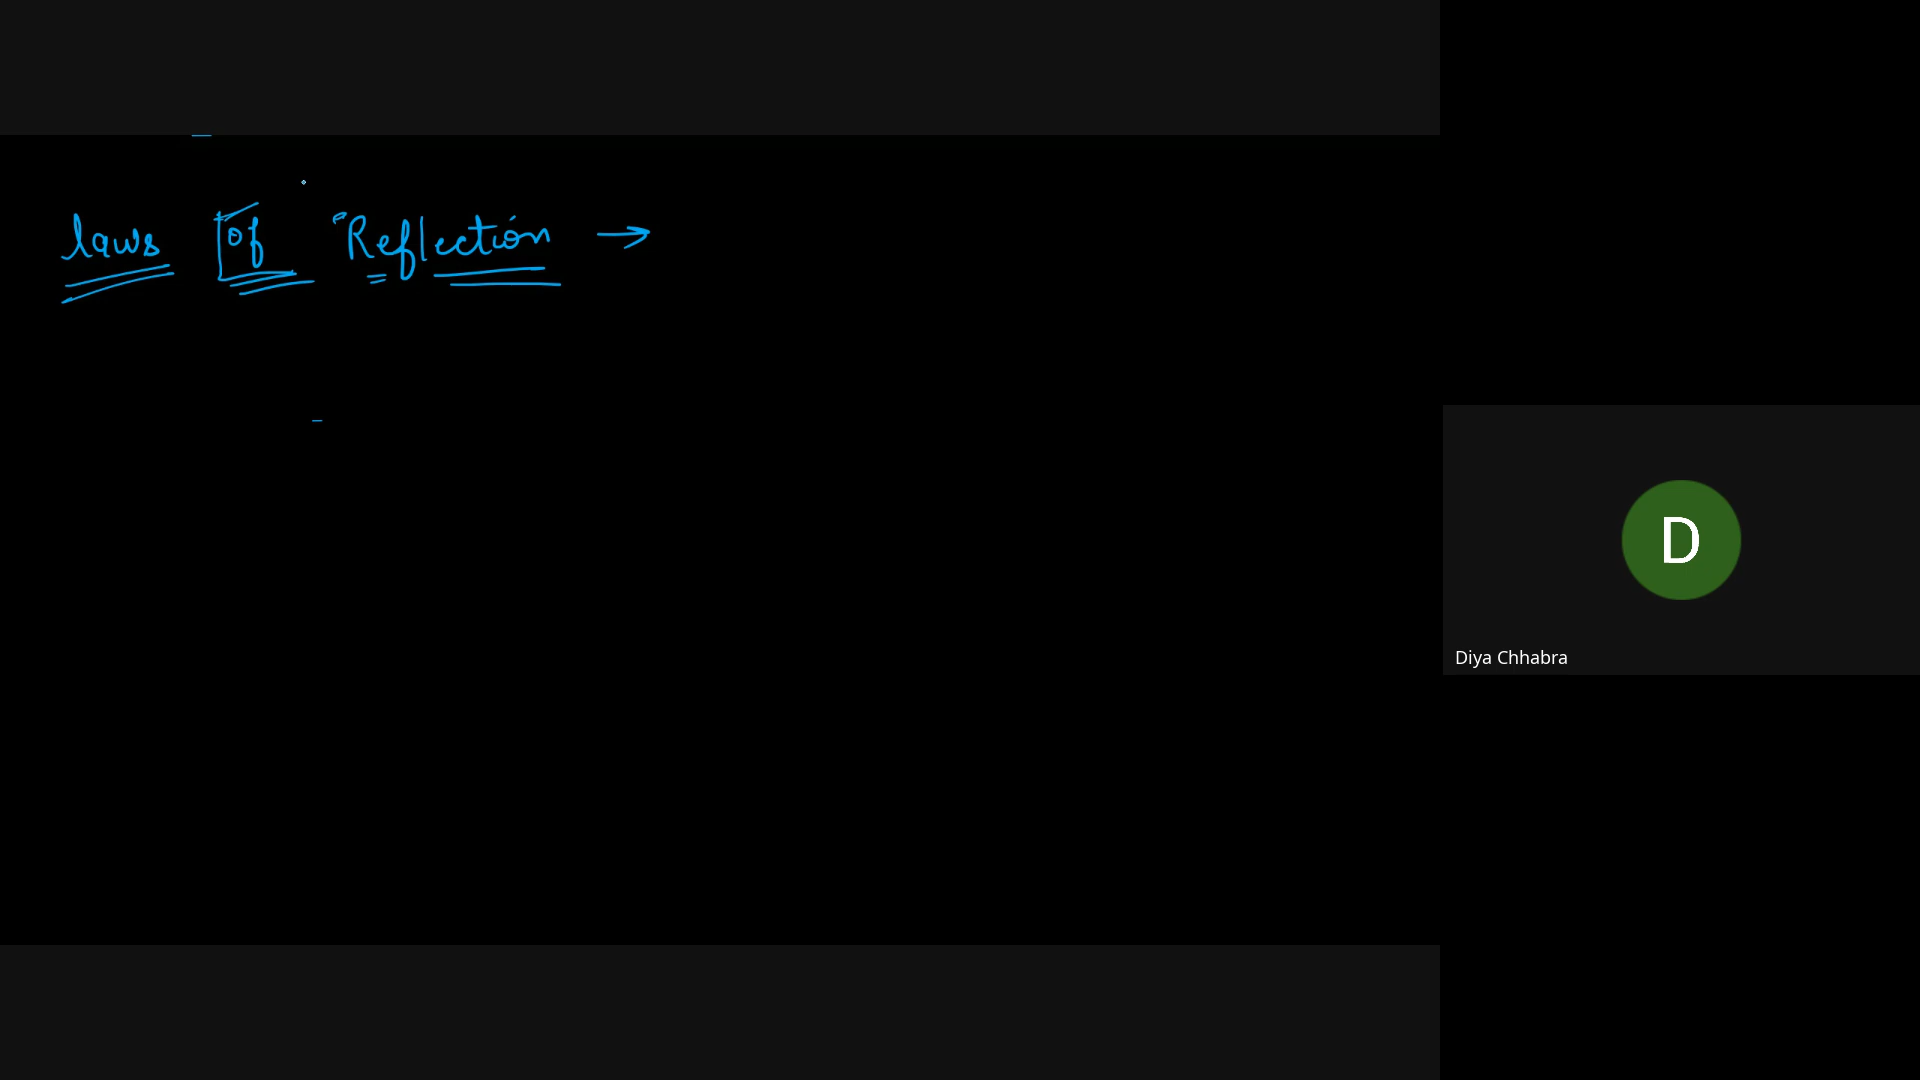 laws of Reflection →
D
Diya Chhabra